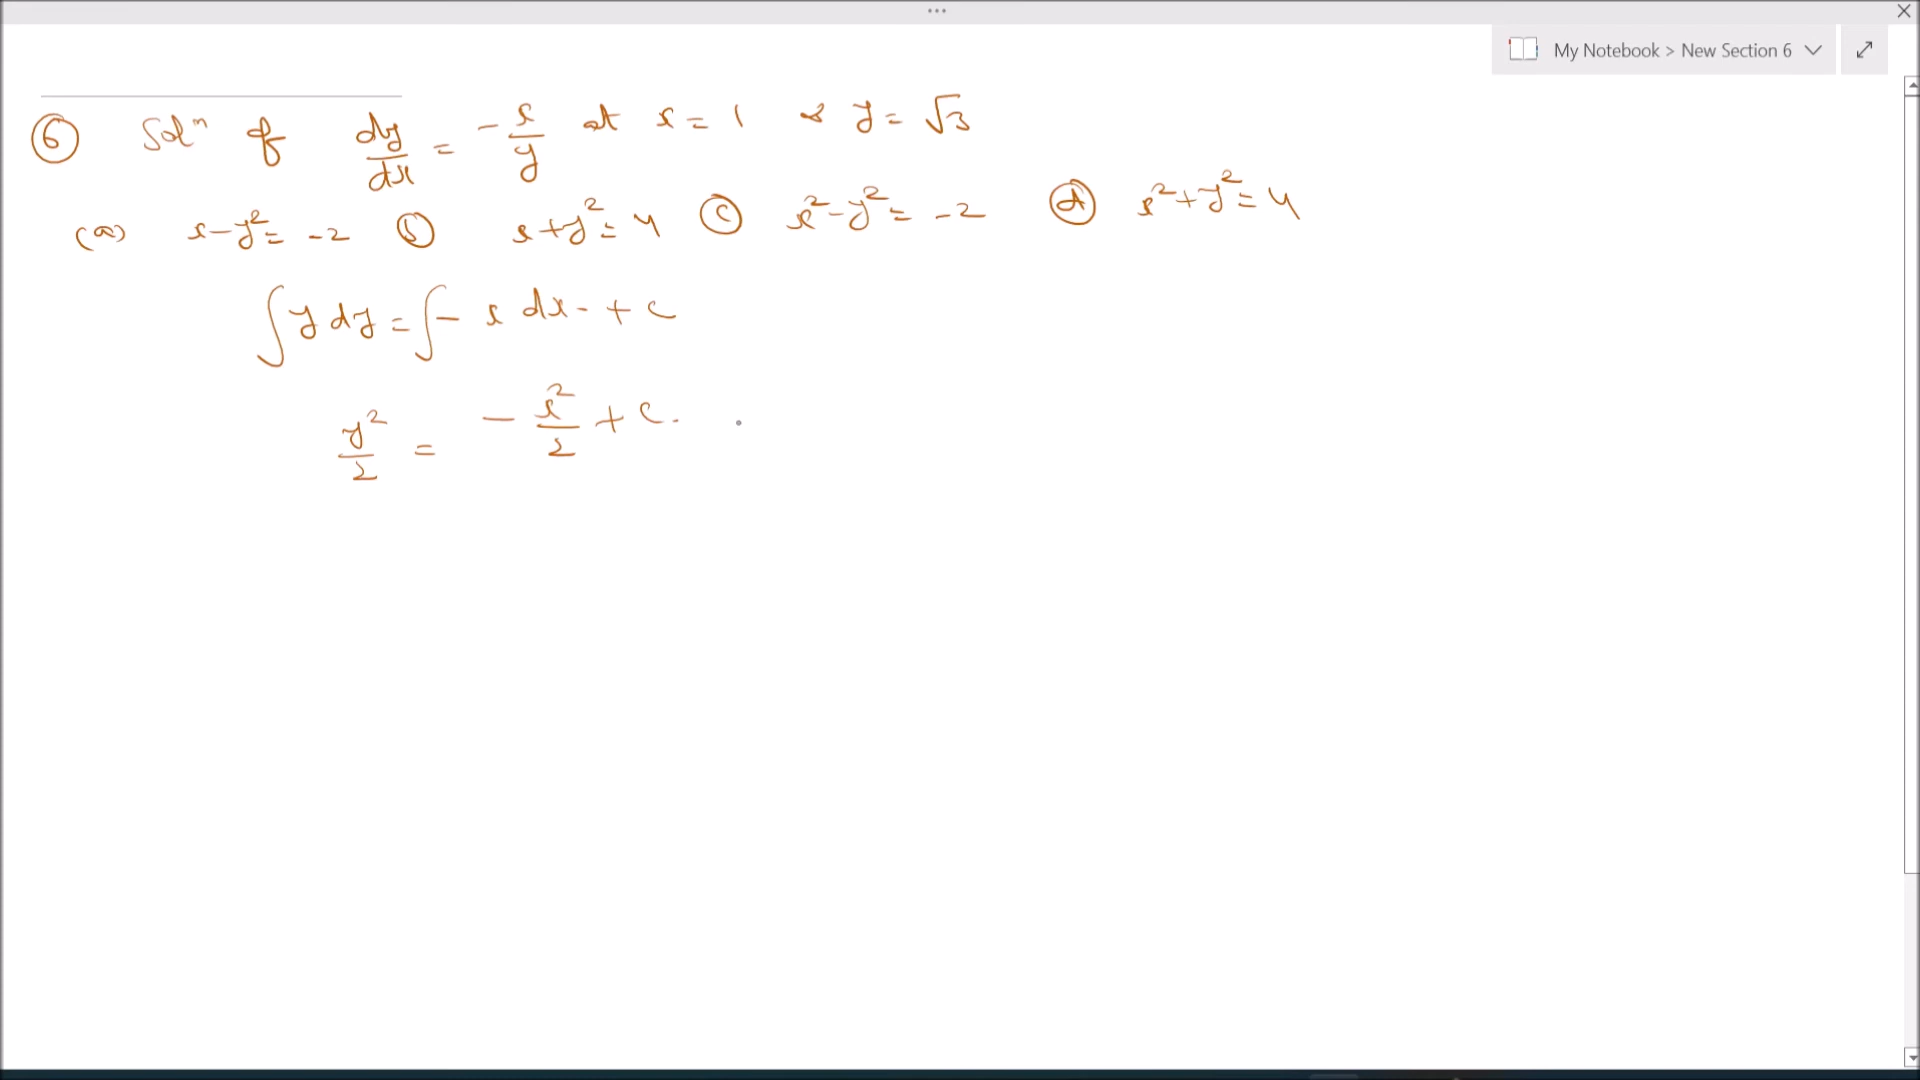 My Notebook > New Section 6
⑥ Solⁿ of dy/dx = -x/y at x = 1 & y = √3
(a) x-y² = -2 ⓑ x+y² = 4 ⓒ x²-y² = -2 ⓓ x²+y² = 4
∫ y dy = ∫ - x dx + c
y²/2 = - x²/2 + c.